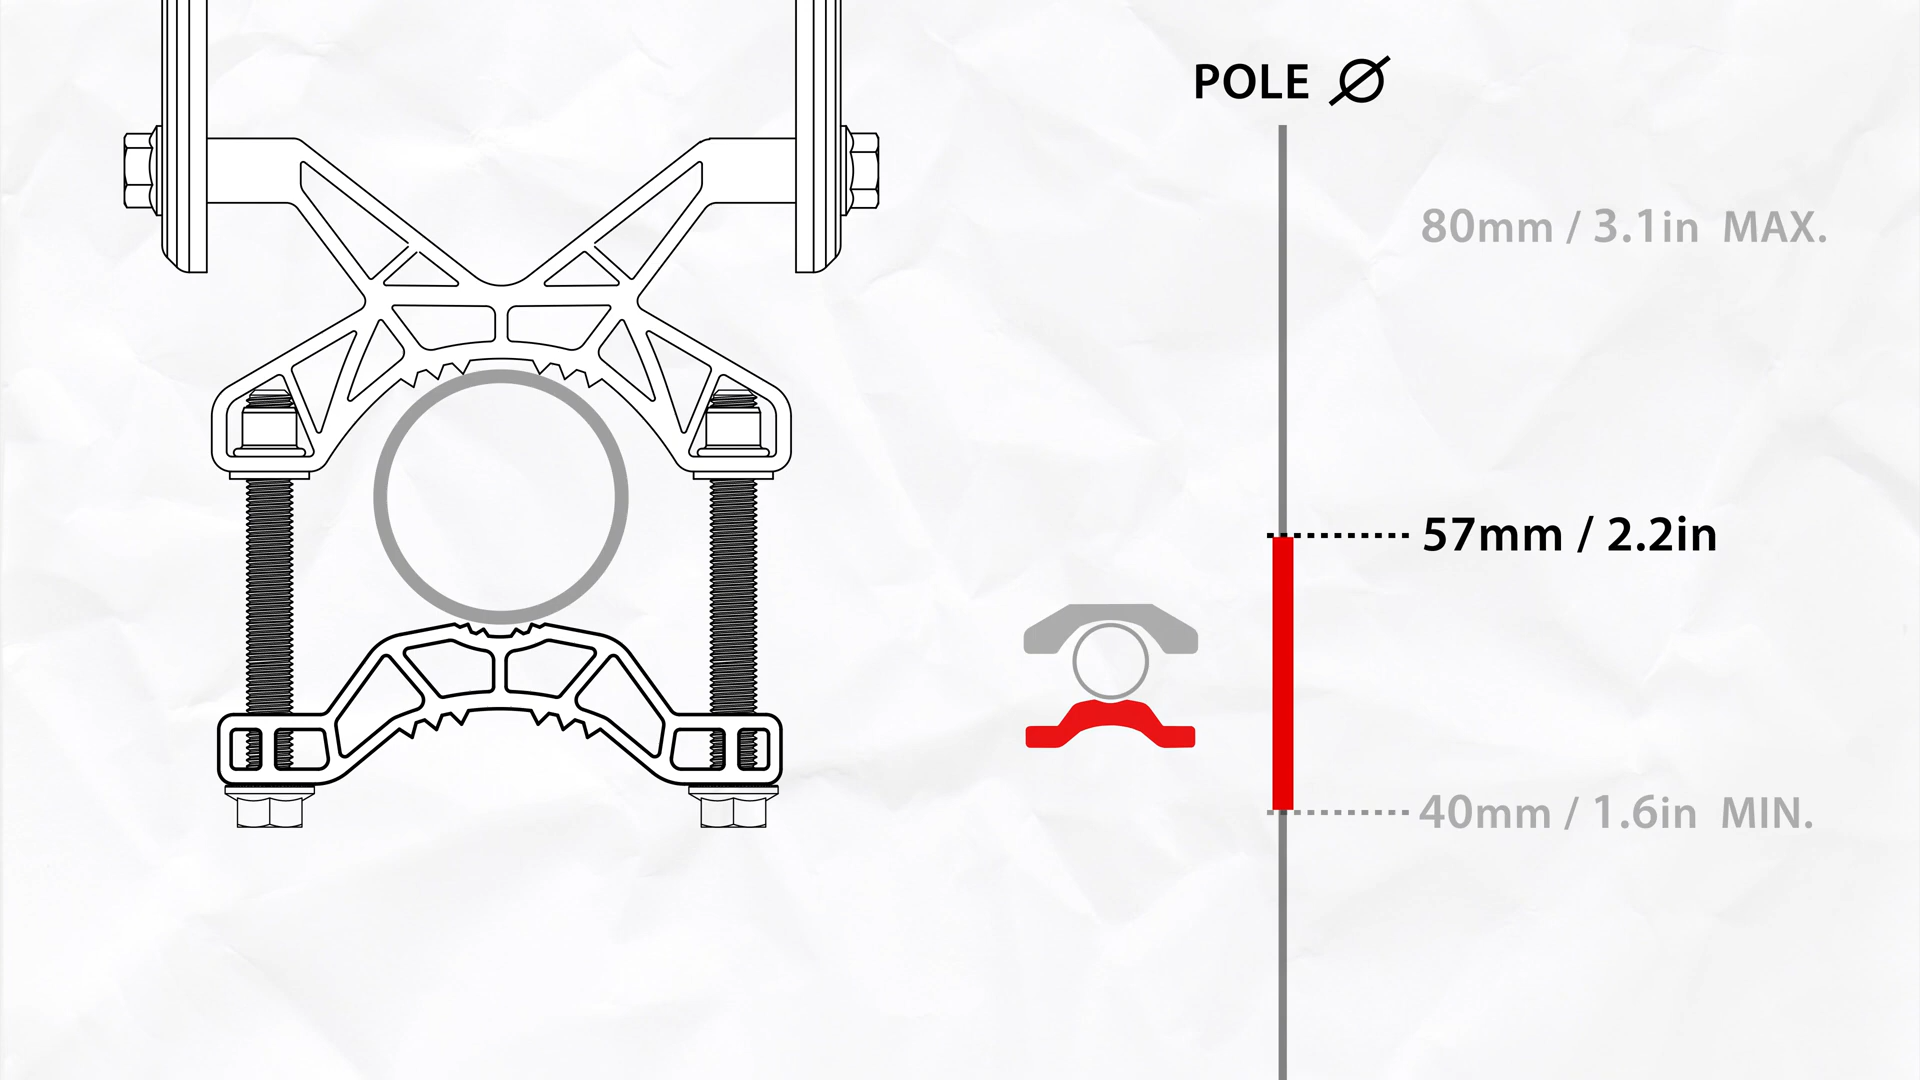 POLE Ø
80mm / 3.1in MAX.
57mm / 2.2in
40mm / 1.6in MIN.